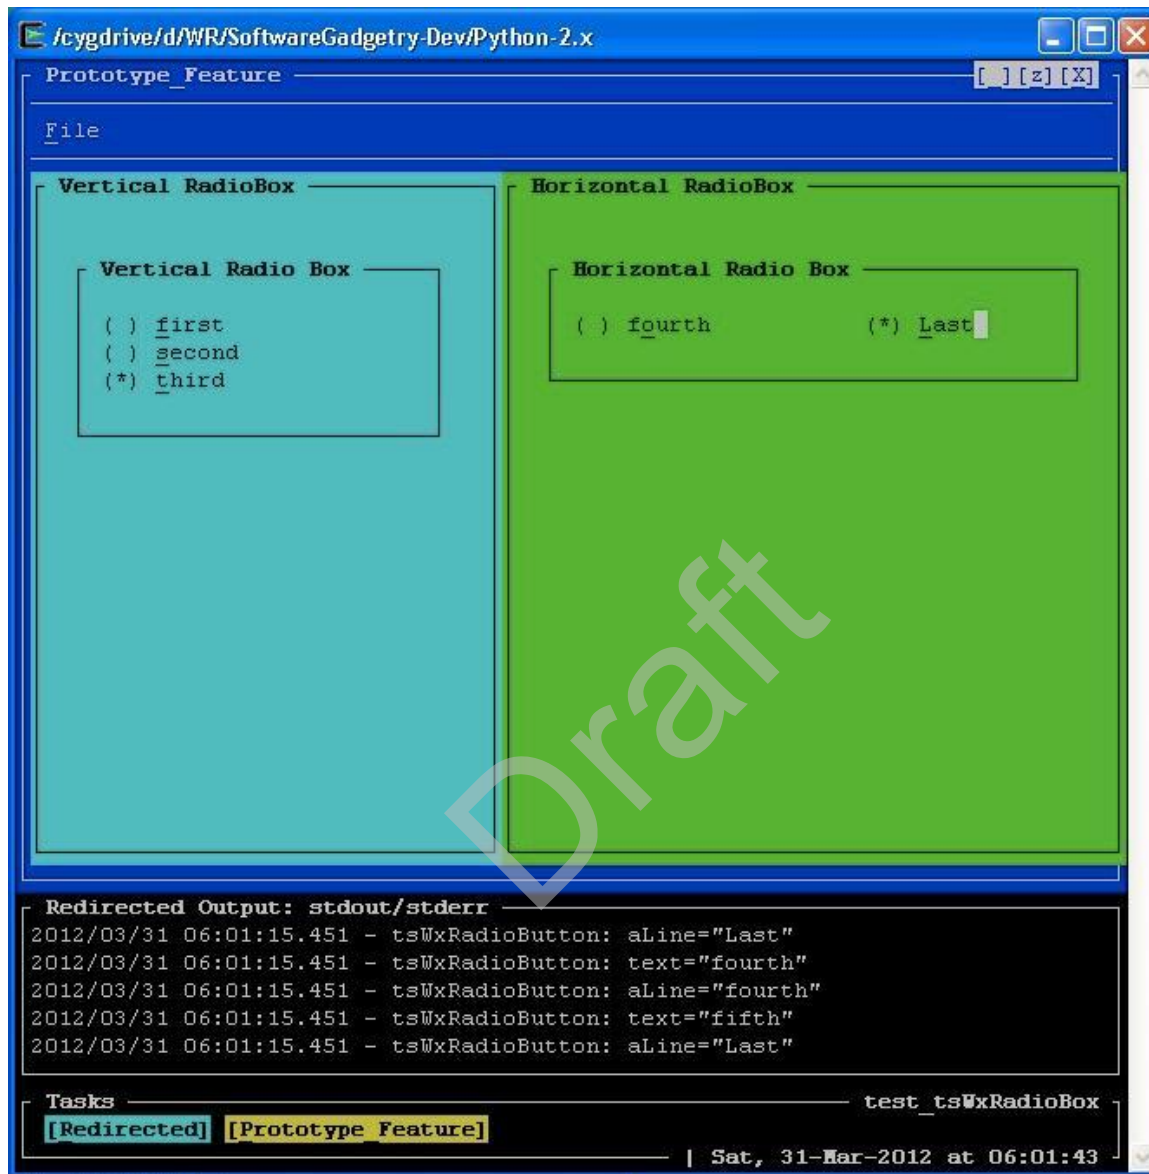 /cygdrive/d/WR/SoftwareGadgetry-Dev/Python-2.x
Prototype_Feature [_][z][X]
File
Vertical RadioBox
Vertical Radio Box
( ) first
( ) second
(*) third
Horizontal RadioBox
Horizontal Radio Box
( ) fourth (*) Last
Draft
Redirected Output: stdout/stderr
2012/03/31 06:01:15.451 - tsWxRadioButton: aLine="Last"
2012/03/31 06:01:15.451 - tsWxRadioButton: text="fourth"
2012/03/31 06:01:15.451 - tsWxRadioButton: aLine="fourth"
2012/03/31 06:01:15.451 - tsWxRadioButton: text="fifth"
2012/03/31 06:01:15.451 - tsWxRadioButton: aLine="Last"
Tasks test_tsWxRadioBox
[Redirected] [Prototype_Feature]
| Sat, 31-Mar-2012 at 06:01:43